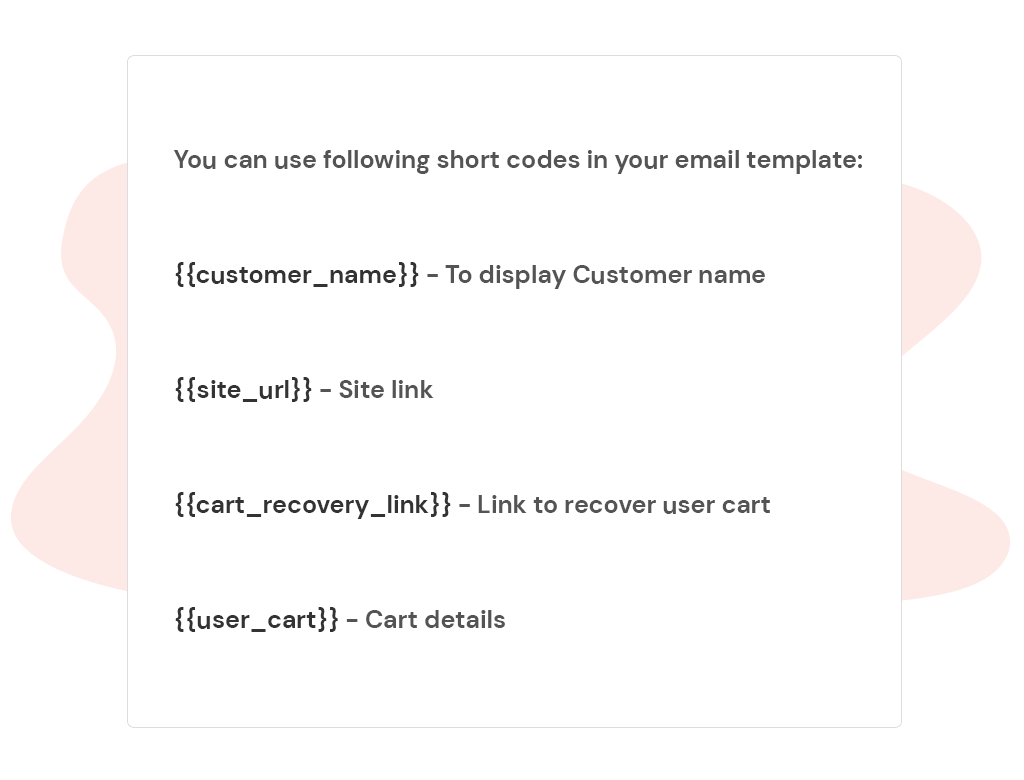 You can use following short codes in your email template:
{{customer_name}} – To display Customer name
{{site_url}} – Site link
{{cart_recovery_link}} – Link to recover user cart
{{user_cart}} – Cart details